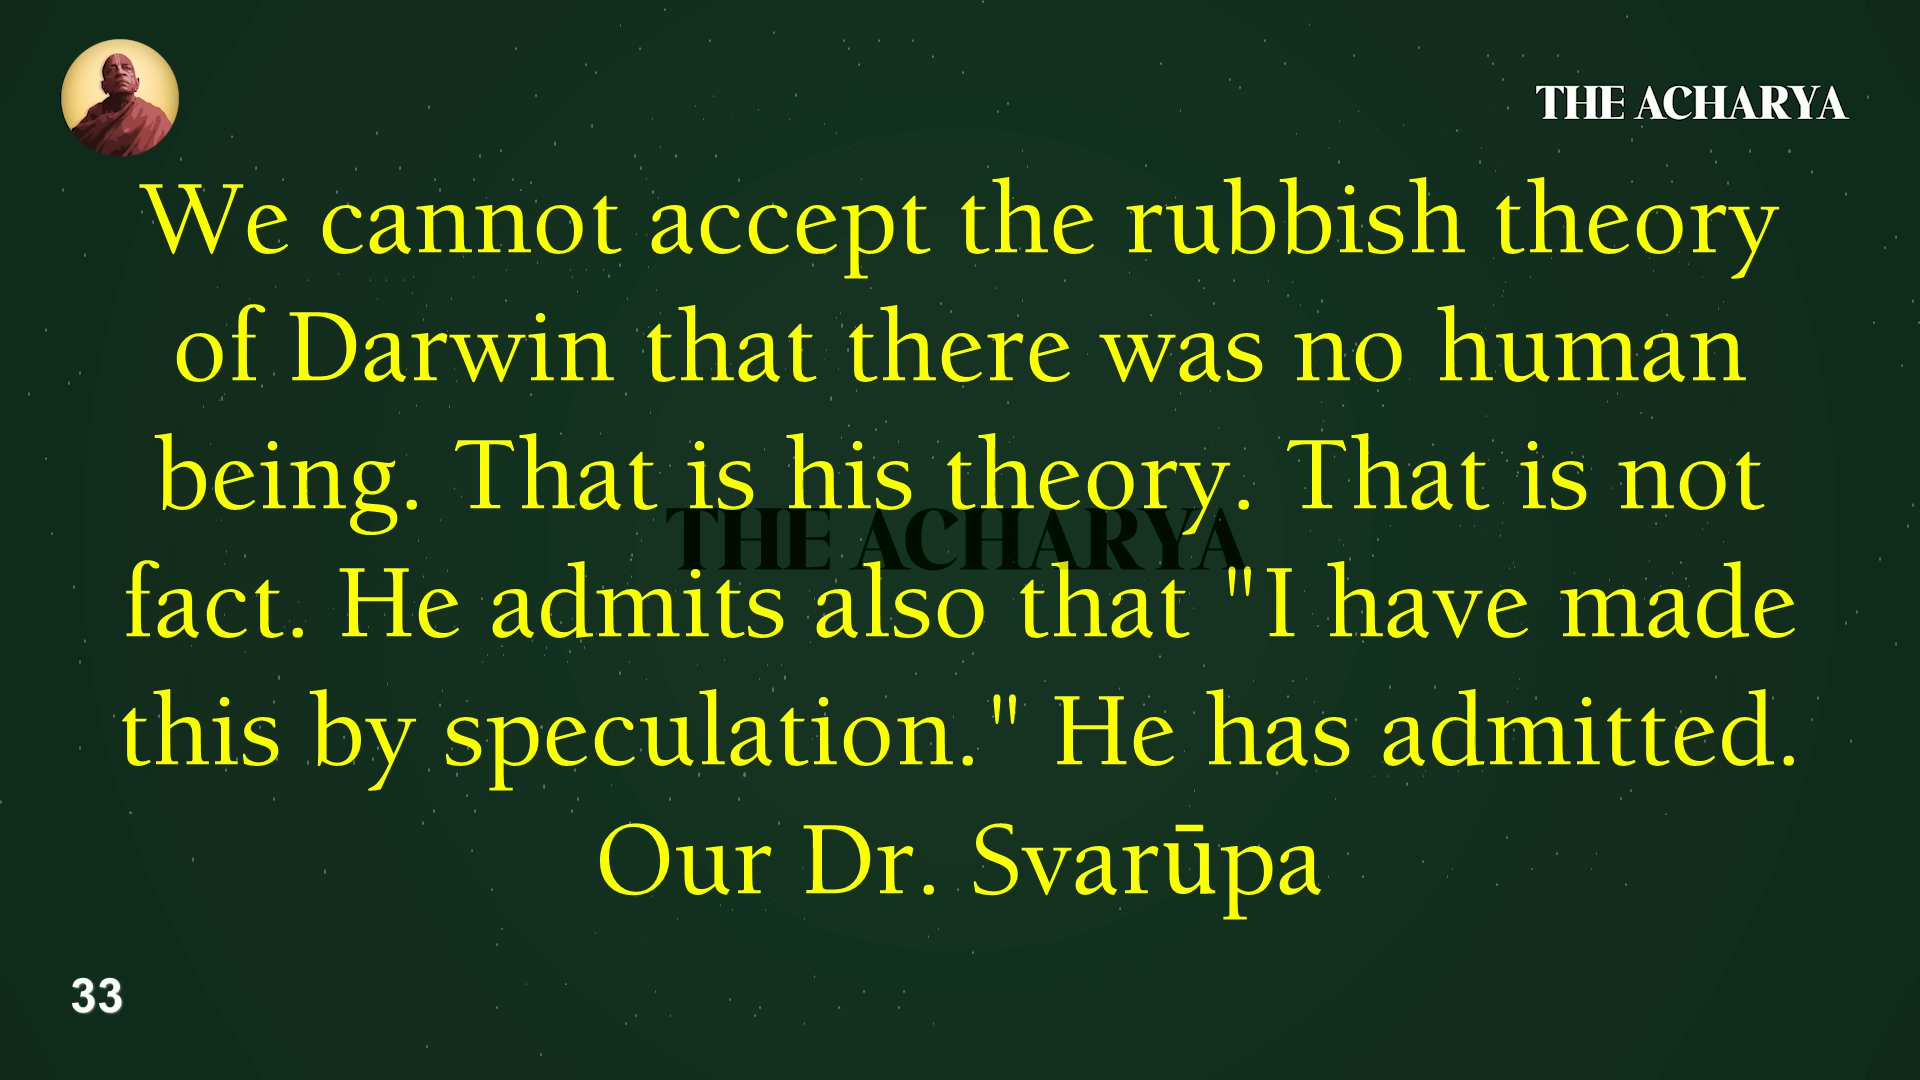 THE ACHARYA
We cannot accept the rubbish theory
of Darwin that there was no human
being. That is his theory. That is not
THE ACHARYA
fact. He admits also that "I have made
this by speculation." He has admitted.
Our Dr. Svarūpa
33